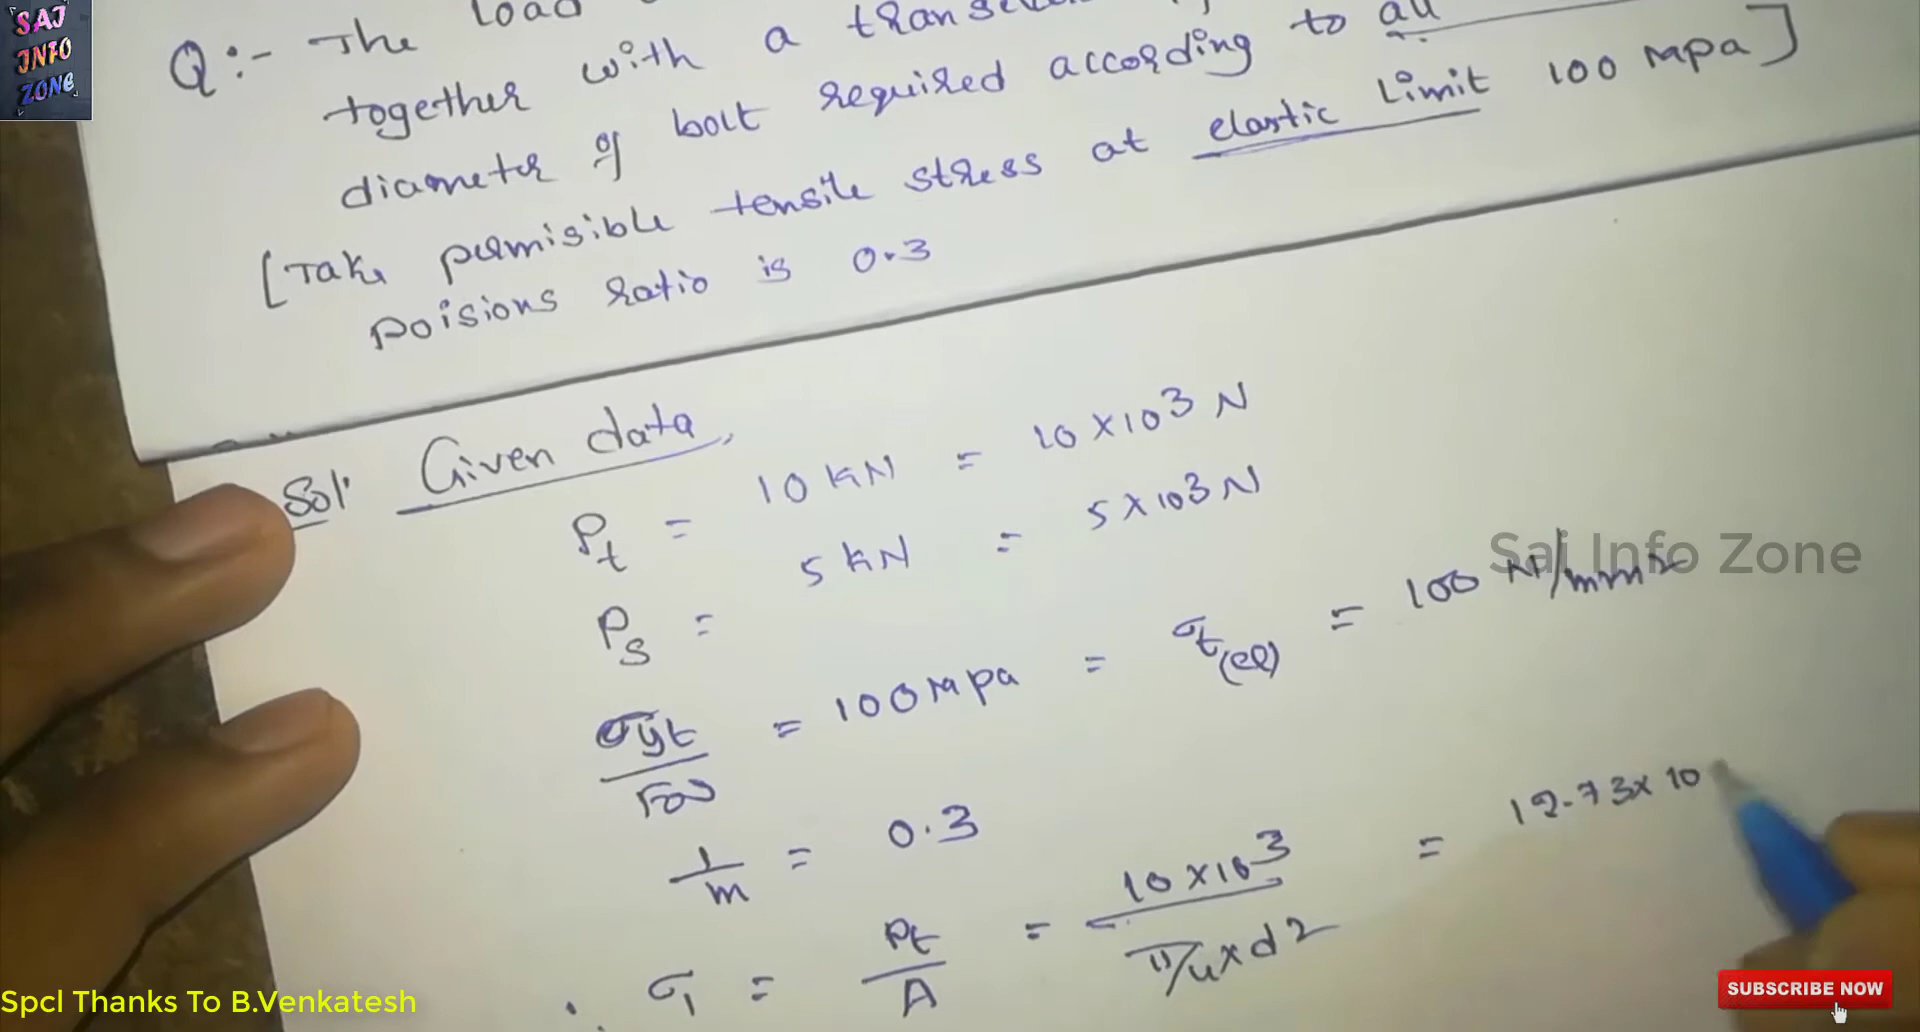 SAJ
INFO
ZONE
Q:- The Load
together with a
diameter of bolt required according to all
[Take permisible tensile stress at elastic Limit 100 Mpa]
poisions ratio is 0.3
Sol: Given data,
Pt = 10 KN = 10 × 10³ N
Ps = 5 KN = 5 × 10³ N
σyt/FOS = 100 Mpa = σt(el) = 100 N/mm²
1/m = 0.3
∴ σ1 = Pt/A = 10 × 10³/π/4 × d² = 12.73 × 10
Saj Info Zone
Spcl Thanks To B.Venkatesh
SUBSCRIBE NOW